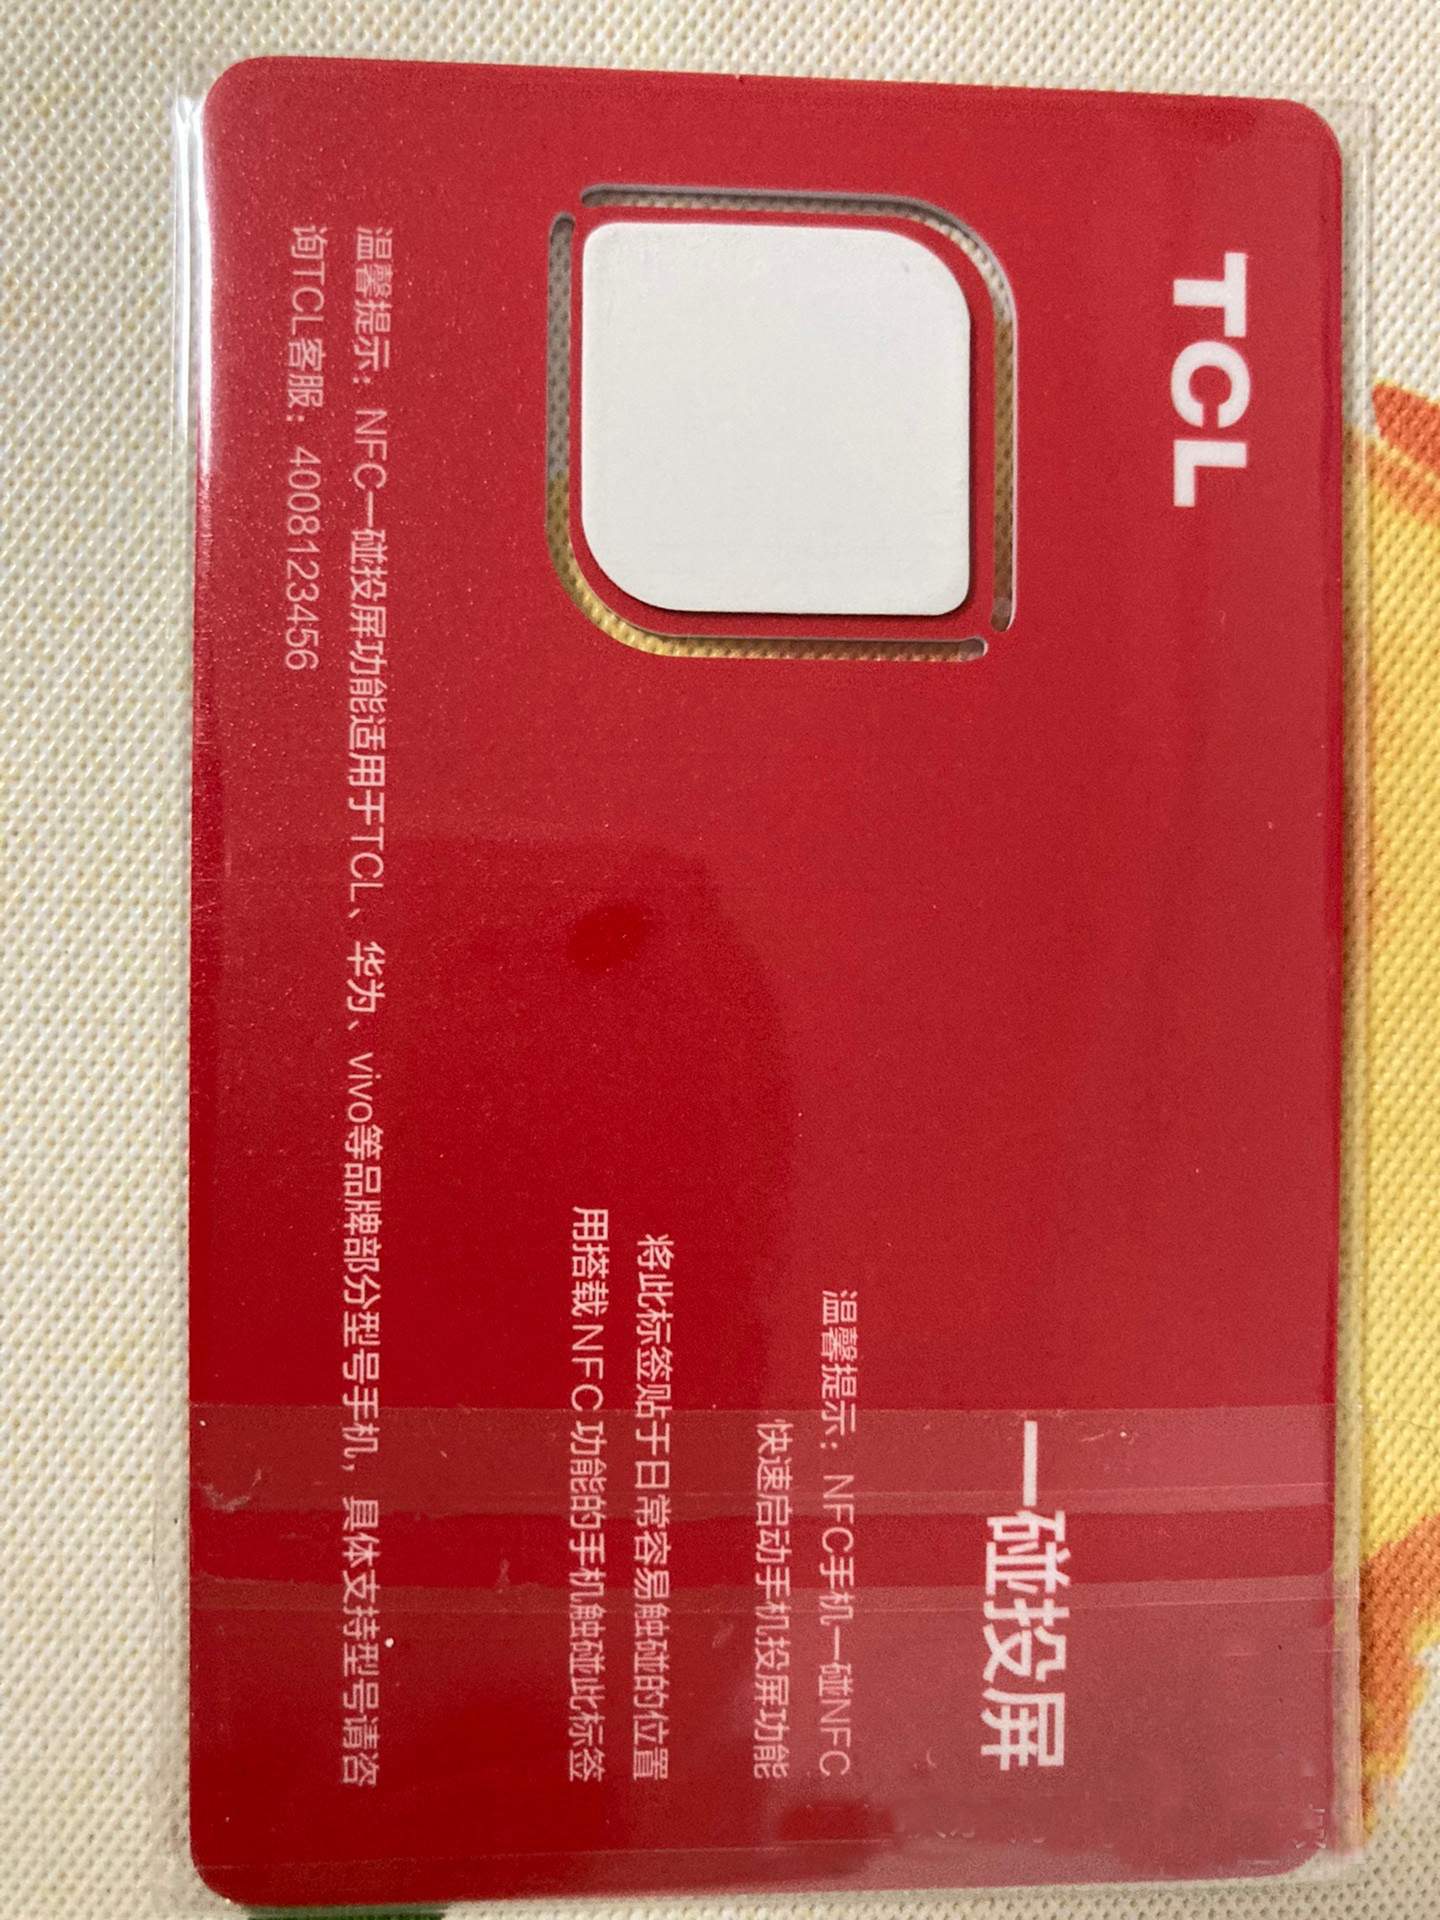 TCL
一碰投屏
温馨提示：NFC手机一碰NFC
快速启动手机投屏功能
将此标签贴于日常容易触碰的位置
用搭载NFC功能的手机触碰此标签
温馨提示：NFC一碰投屏功能适用于TCL、华为、vivo等品牌部分型号手机，具体支持型号请咨
询TCL客服：4008123456